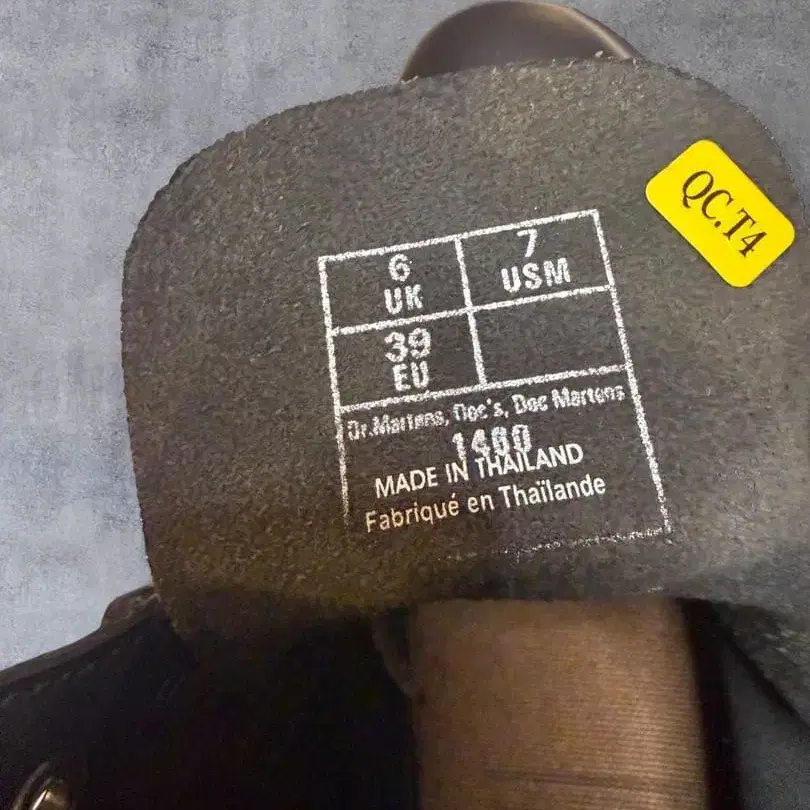 QC.T4
6 7
UK USM
39
EU
Dr.Martens, Doc's, Doc Martens
1460
MADE IN THAILAND
Fabriqué en Thaïlande